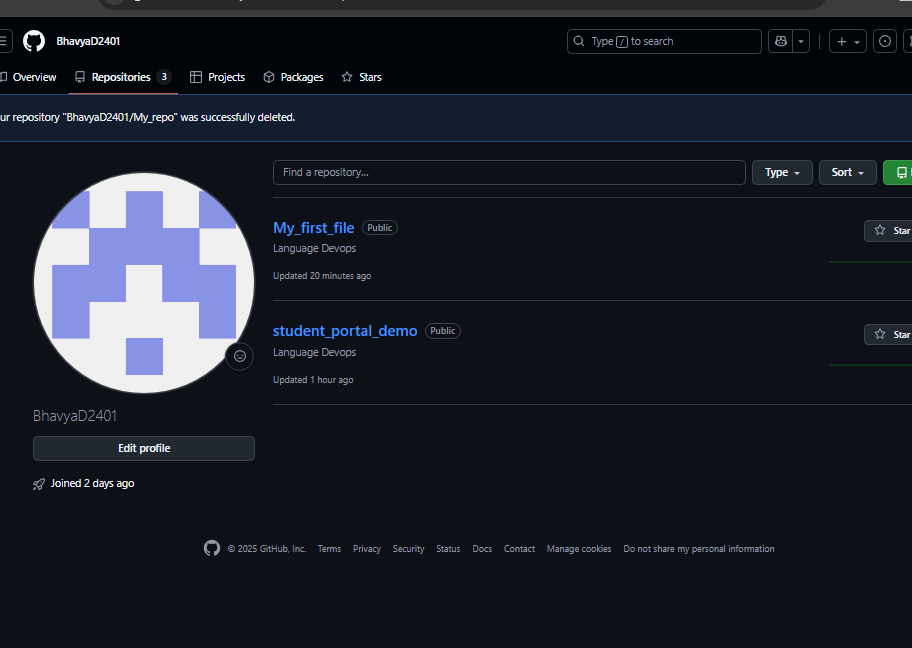 BhavyaD2401
Type / to search
Overview
Repositories 3
Projects
Packages
Stars
ur repository "BhavyaD2401/My_repo" was successfully deleted.
Find a repository...
Type
Sort
My_first_file Public
Star
Language Devops
Updated 20 minutes ago
student_portal_demo Public
Star
Language Devops
Updated 1 hour ago
BhavyaD2401
Edit profile
Joined 2 days ago
© 2025 GitHub, Inc. Terms Privacy Security Status Docs Contact Manage cookies Do not share my personal information